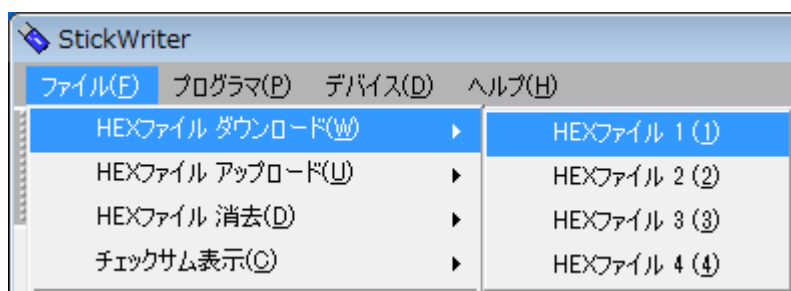 StickWriter
ファイル(F) プログラマ(P) デバイス(D) ヘルプ(H)
HEXファイル ダウンロード(W)
HEXファイル アップロード(U)
HEXファイル 消去(D)
チェックサム表示(C)
HEXファイル 1 (1)
HEXファイル 2 (2)
HEXファイル 3 (3)
HEXファイル 4 (4)